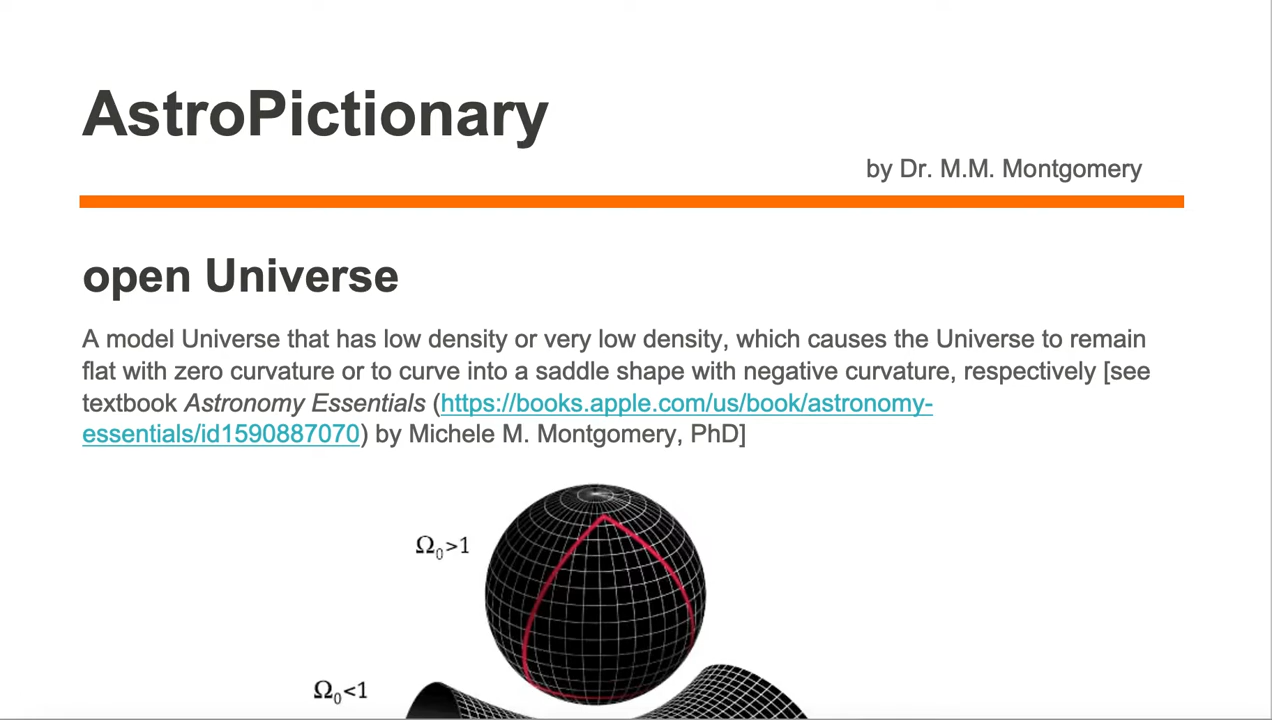 AstroPictionary
by Dr. M.M. Montgomery
open Universe
A model Universe that has low density or very low density, which causes the Universe to remain
flat with zero curvature or to curve into a saddle shape with negative curvature, respectively [see
textbook Astronomy Essentials (https://books.apple.com/us/book/astronomy-
essentials/id1590887070) by Michele M. Montgomery, PhD]
Ω₀>1
Ω₀<1